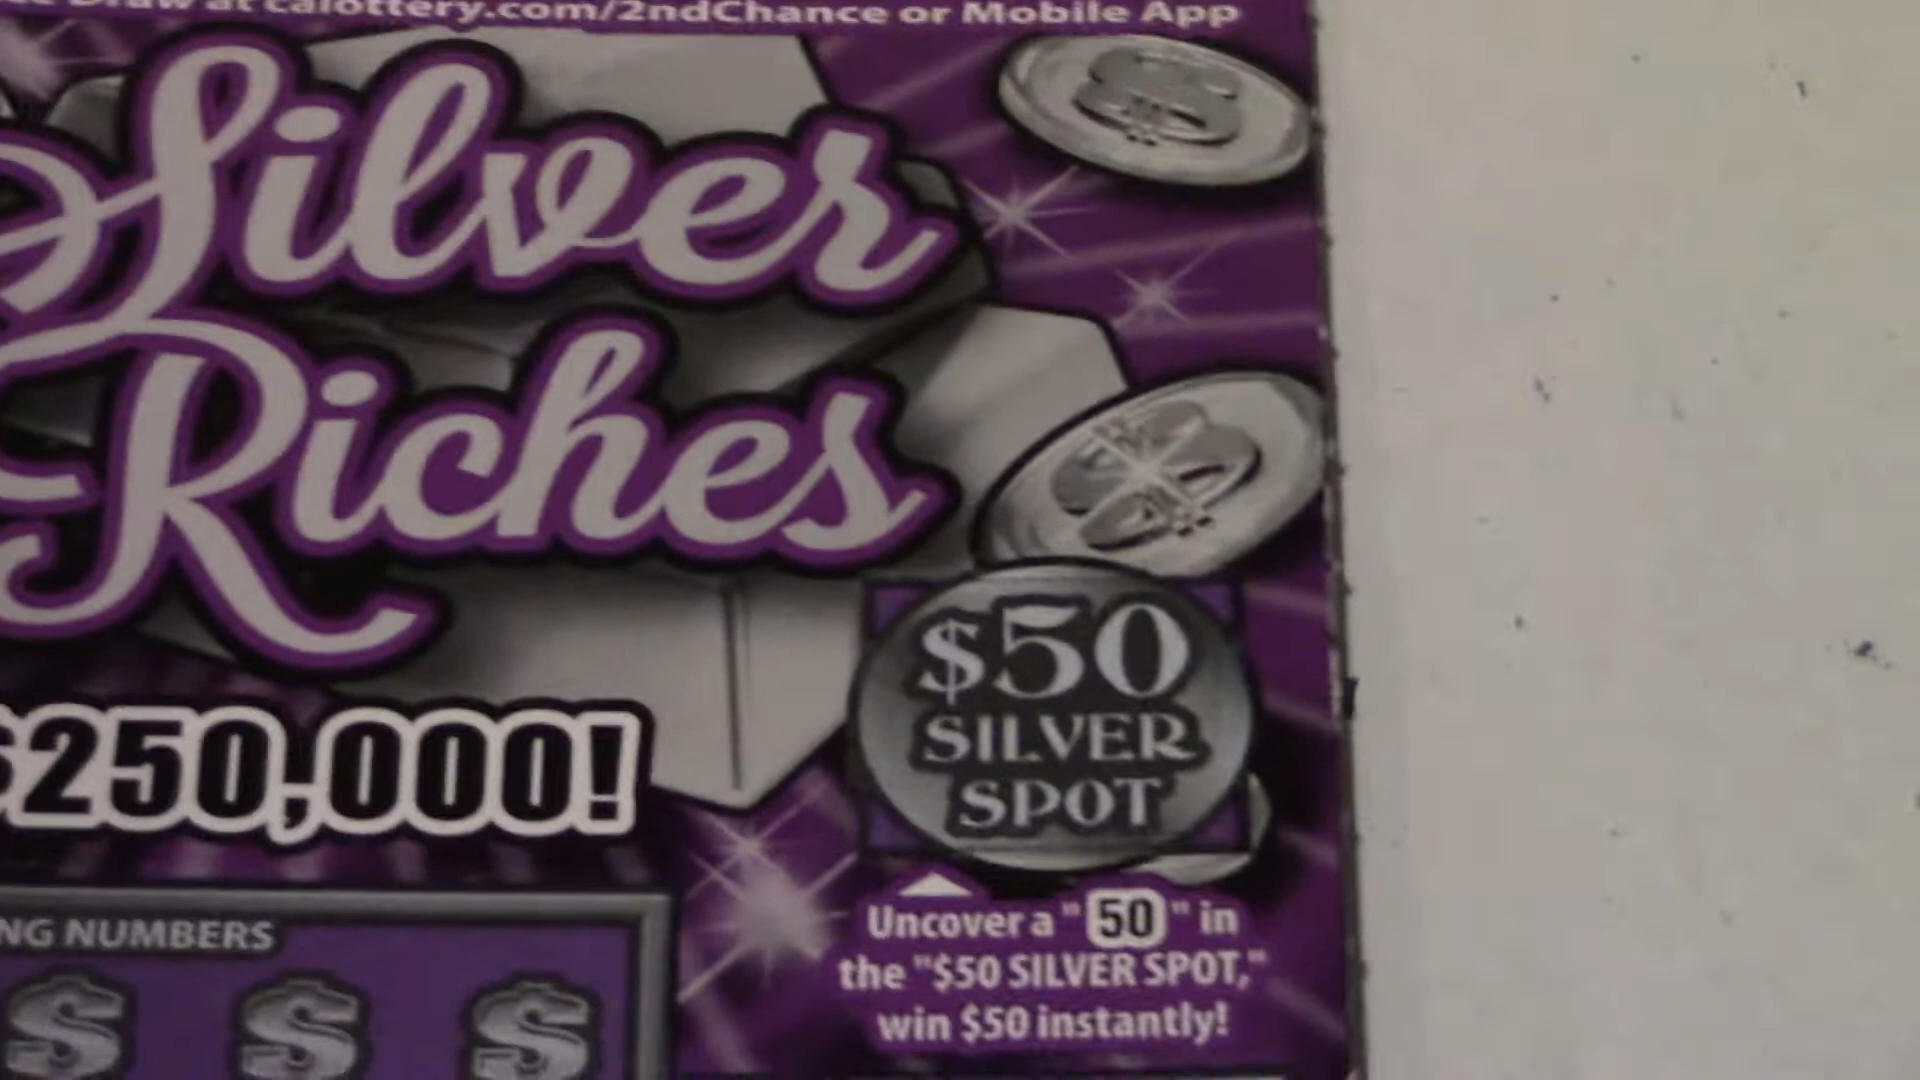 Draw at calottery.com/2ndChance or Mobile App
Silver
Riches
$250,000!
$50
SILVER
SPOT
Uncover a "50" in
the "$50 SILVER SPOT,"
win $50 instantly!
NG NUMBERS
$ $ $